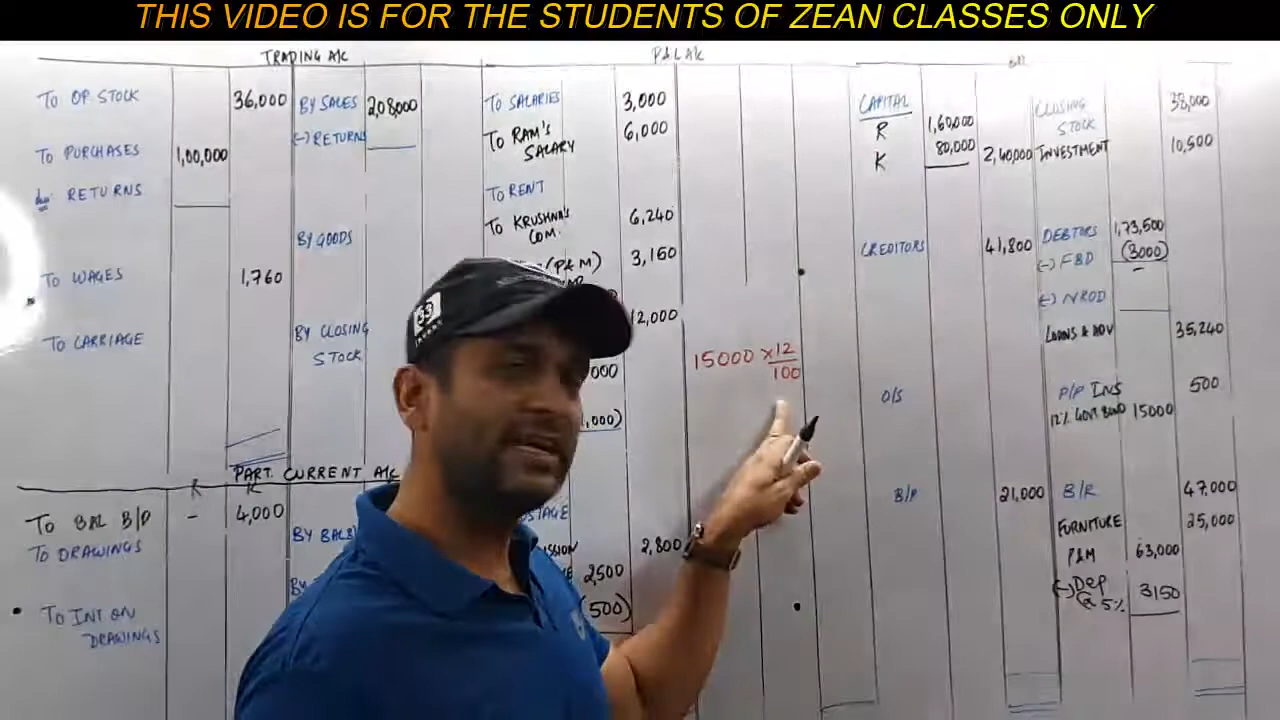 THIS VIDEO IS FOR THE STUDENTS OF ZEAN CLASSES ONLY
TRADING A/C
TO OP STOCK 36,000 BY SALES 2,08,000
(-) RETURNS
TO PURCHASES 1,00,000
RETURNS
BY GOODS
TO WAGES 1,760
TO CARRIAGE
BY CLOSING
STOCK
PART. CURRENT A/C
R K
TO BAL B/D - 4,000
TO DRAWINGS
TO INT ON
DRAWINGS
P&L A/C
TO SALARIES 3,000
TO RAM'S 6,000
SALARY
TO RENT
TO KRUSHNA'S 6,240
COM.
(P&M) 3,150
12,000
15000 × 12
100
2,800
2,500
(500)
CAPITAL
R 1,60,000
K 80,000 2,40,000
CREDITORS 41,800
O/S
B/P 21,000
CLOSING 38,000
STOCK
INVESTMENT 10,500
DEBTORS 1,73,500
(-) FBD (3000)
(-) NRDD
LOANS & ADV 35,240
P/P INS 500
12% GOVT BOND 15000
B/R 47,000
FURNITURE 25,000
P&M 63,000
(-) DEP 3150
@ 5%